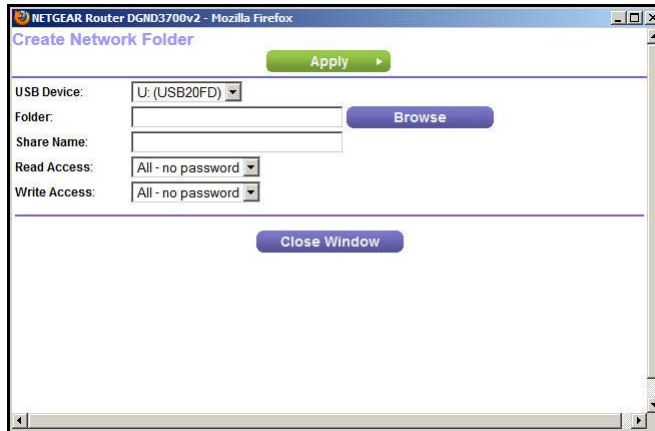 NETGEAR Router DGND3700v2 - Mozilla Firefox
Create Network Folder
Apply
USB Device: U: (USB20FD)
Folder: Browse
Share Name:
Read Access: All - no password
Write Access: All - no password
Close Window